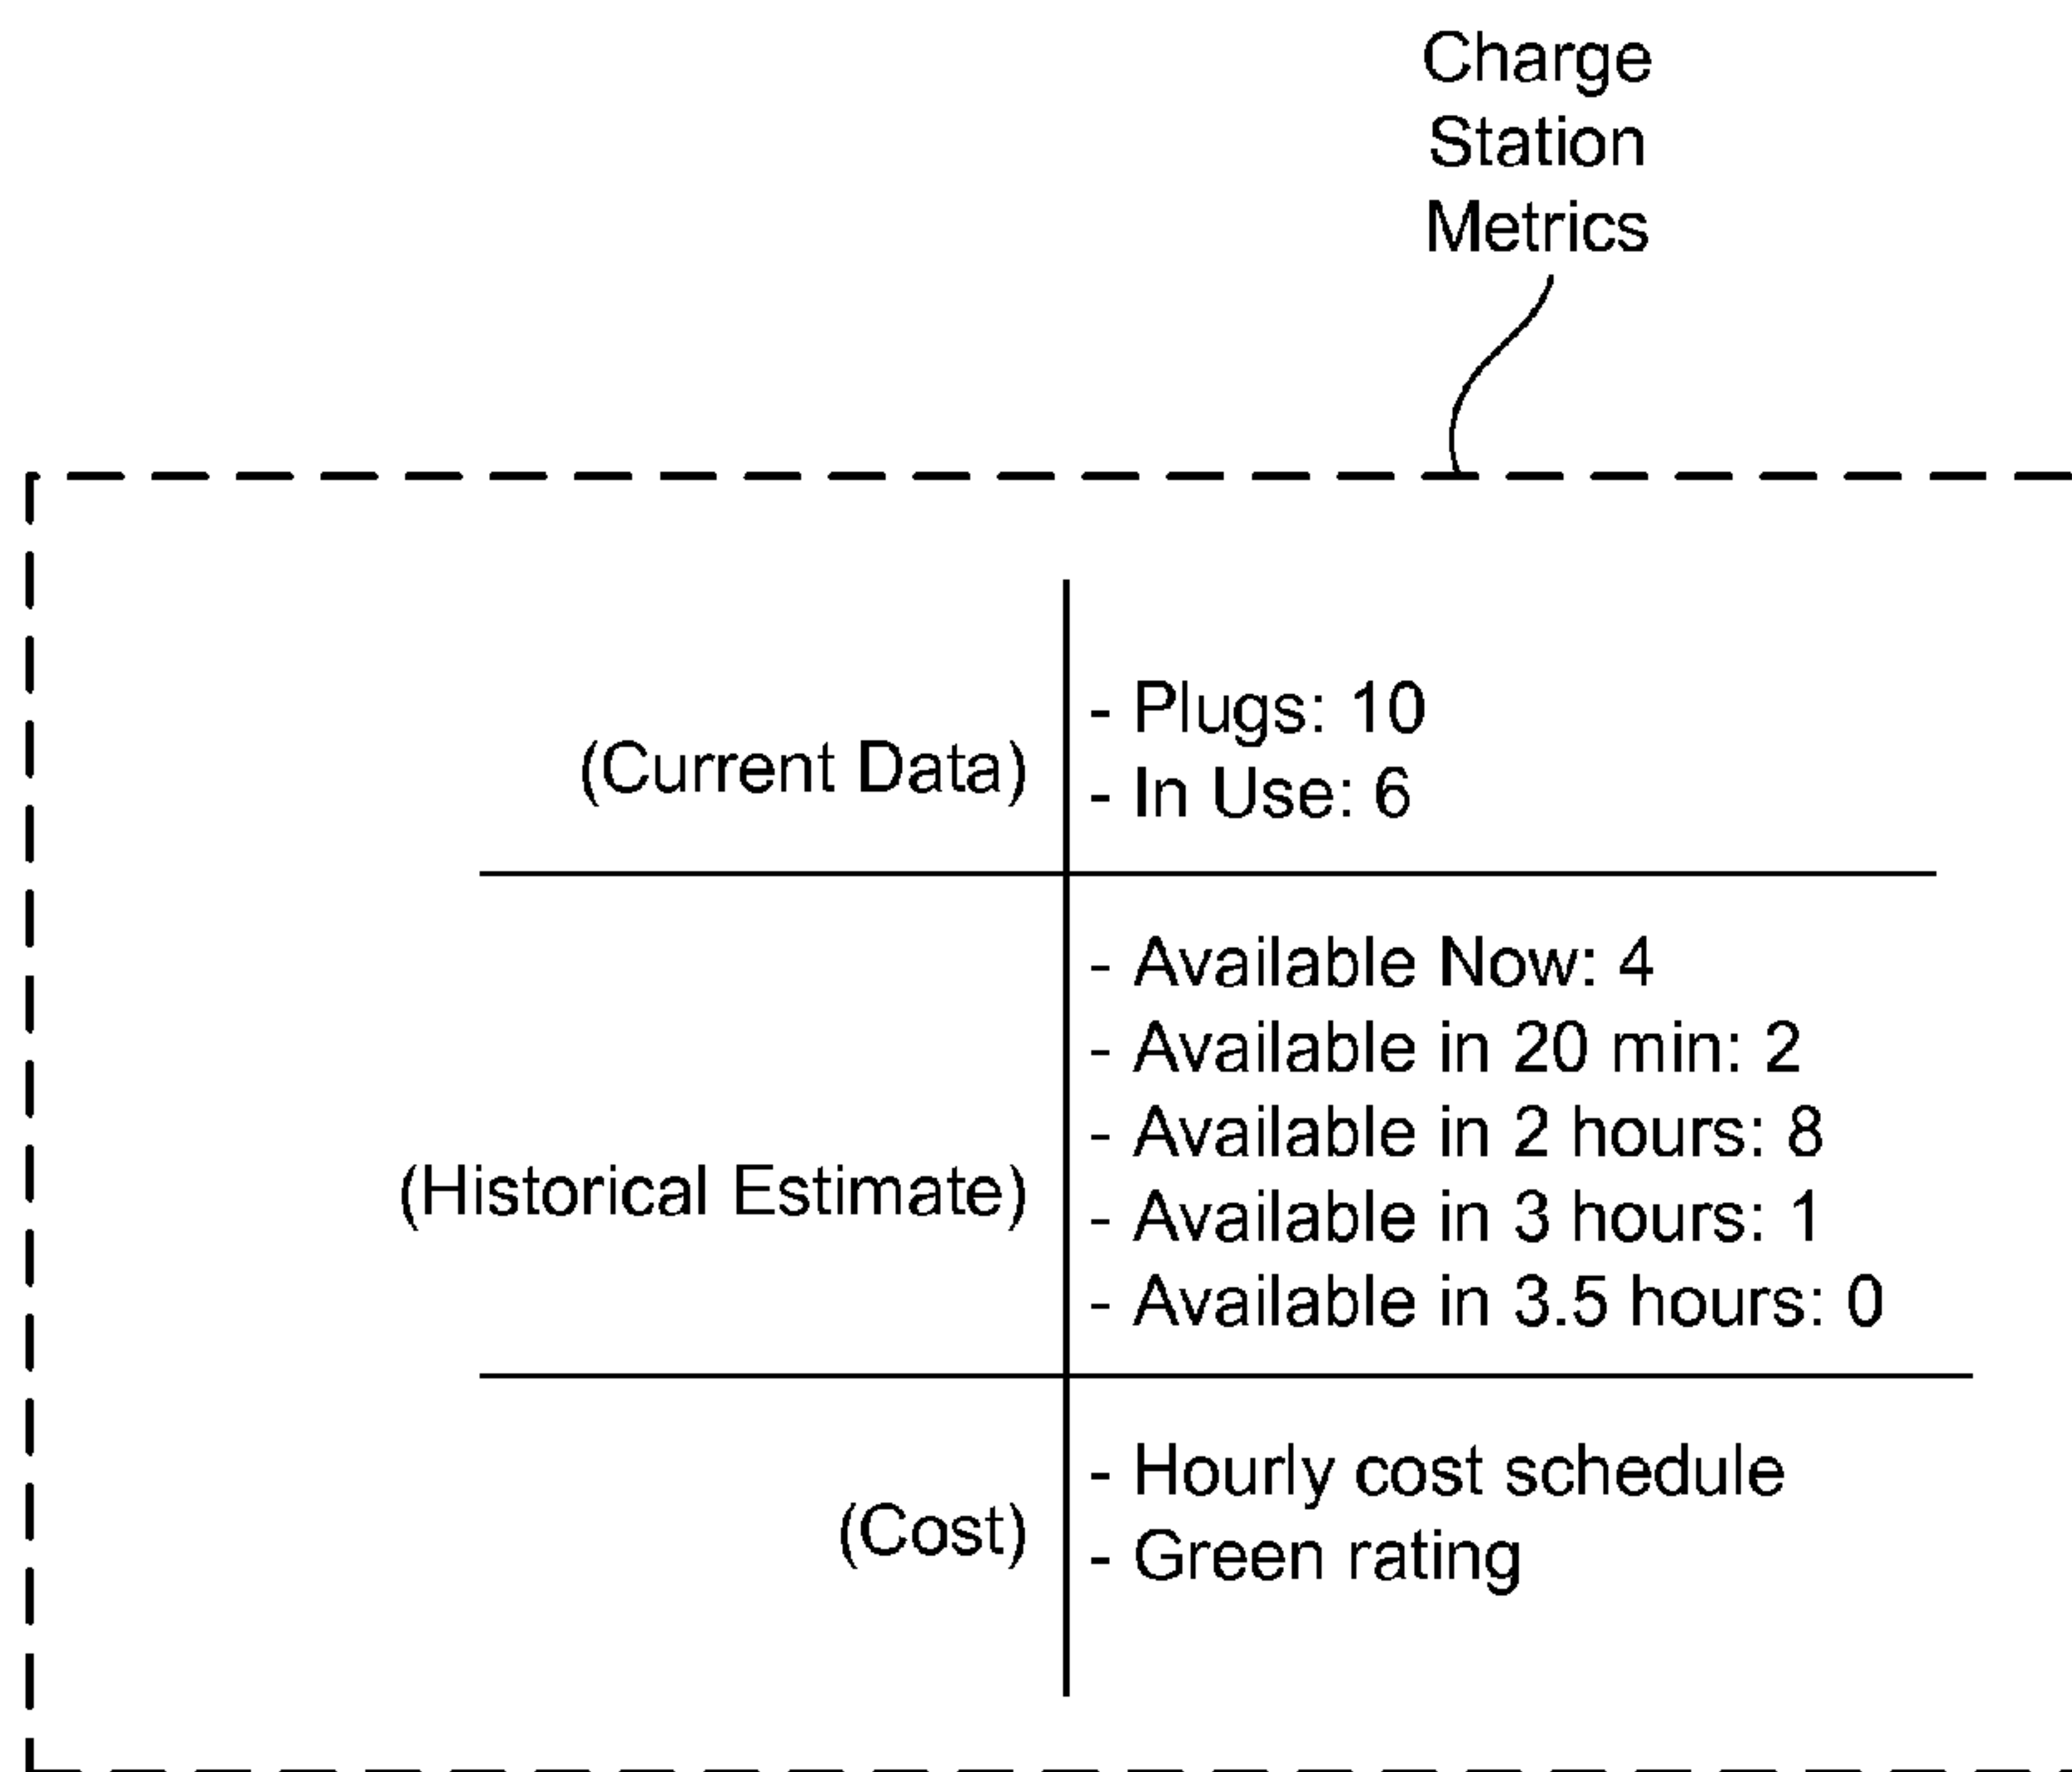 Charge
Station
Metrics
(Current Data)
- Plugs: 10
- In Use: 6
(Historical Estimate)
- Available Now: 4
- Available in 20 min: 2
- Available in 2 hours: 8
- Available in 3 hours: 1
- Available in 3.5 hours: 0
(Cost)
- Hourly cost schedule
- Green rating